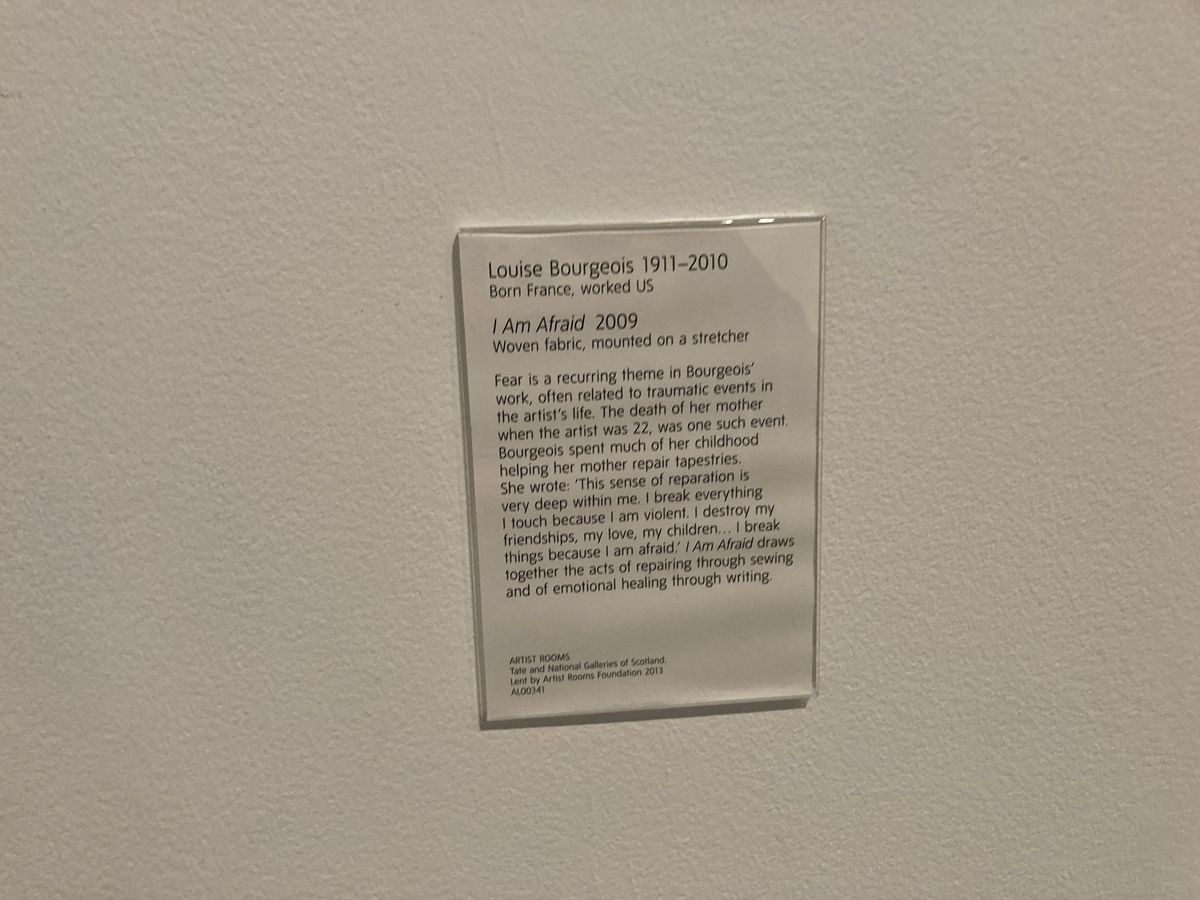 Louise Bourgeois 1911–2010
Born France, worked US
I Am Afraid 2009
Woven fabric, mounted on a stretcher
Fear is a recurring theme in Bourgeois’
work, often related to traumatic events in
the artist’s life. The death of her mother
when the artist was 22, was one such event.
Bourgeois spent much of her childhood
helping her mother repair tapestries.
She wrote: ‘This sense of reparation is
very deep within me. I break everything
I touch because I am violent. I destroy my
friendships, my love, my children... I break
things because I am afraid.’ I Am Afraid draws
together the acts of repairing through sewing
and of emotional healing through writing.
ARTIST ROOMS
Tate and National Galleries of Scotland.
Lent by Artist Rooms Foundation 2013
AL00341